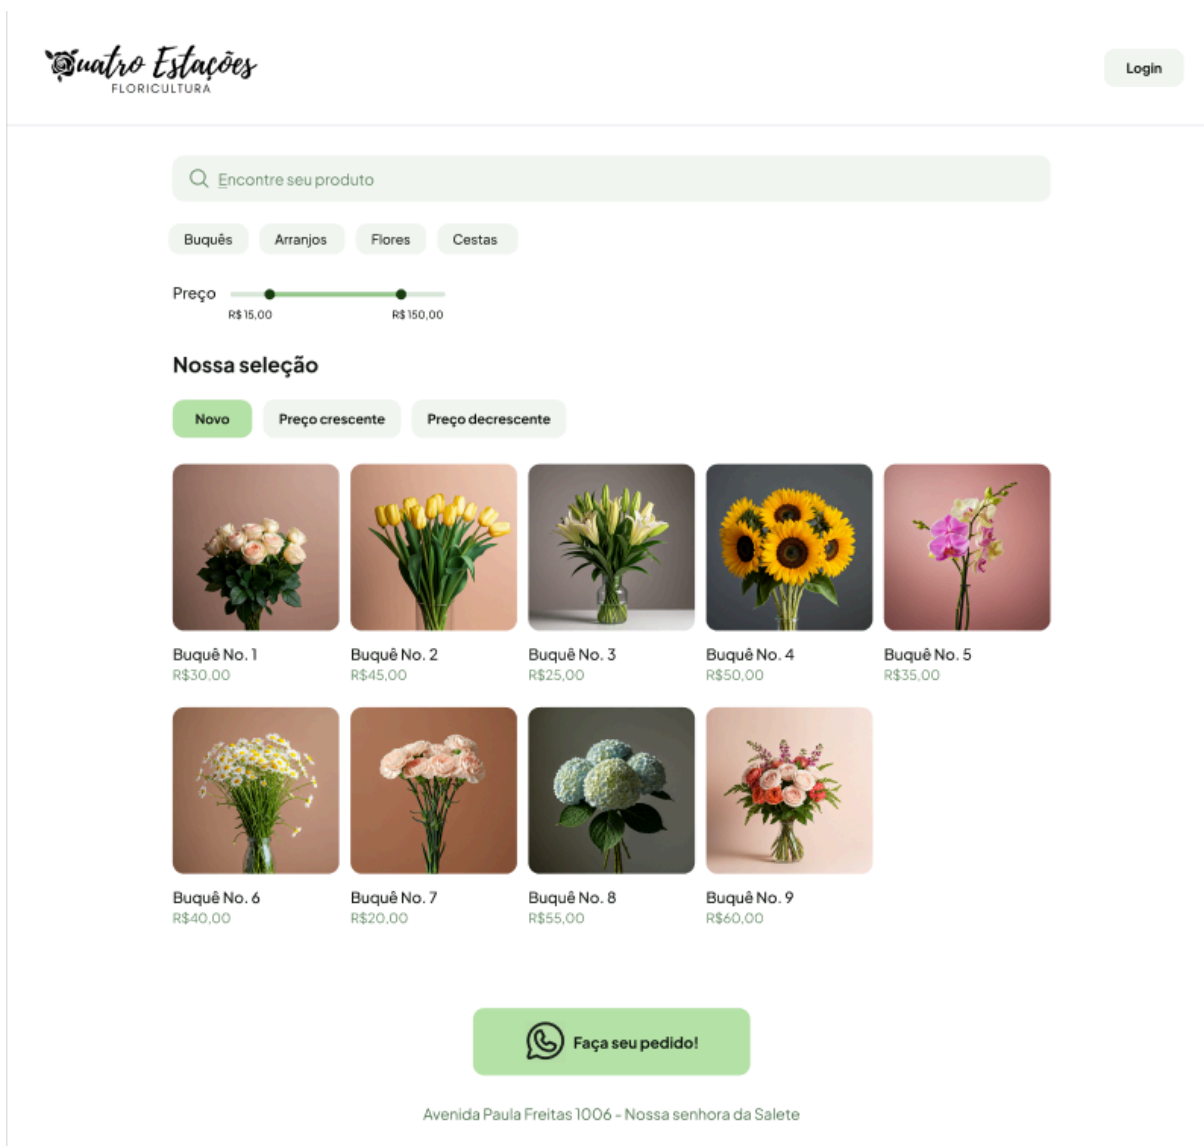 Quatro Estações
FLORICULTURA
Login
Encontre seu produto
Buquês Arranjos Flores Cestas
Preço
R$ 15,00 R$ 150,00
Nossa seleção
Novo Preço crescente Preço decrescente
Buquê No. 1 Buquê No. 2 Buquê No. 3 Buquê No. 4 Buquê No. 5
R$30,00 R$45,00 R$25,00 R$50,00 R$35,00
Buquê No. 6 Buquê No. 7 Buquê No. 8 Buquê No. 9
R$40,00 R$20,00 R$55,00 R$60,00
Faça seu pedido!
Avenida Paula Freitas 1006 - Nossa senhora da Salete